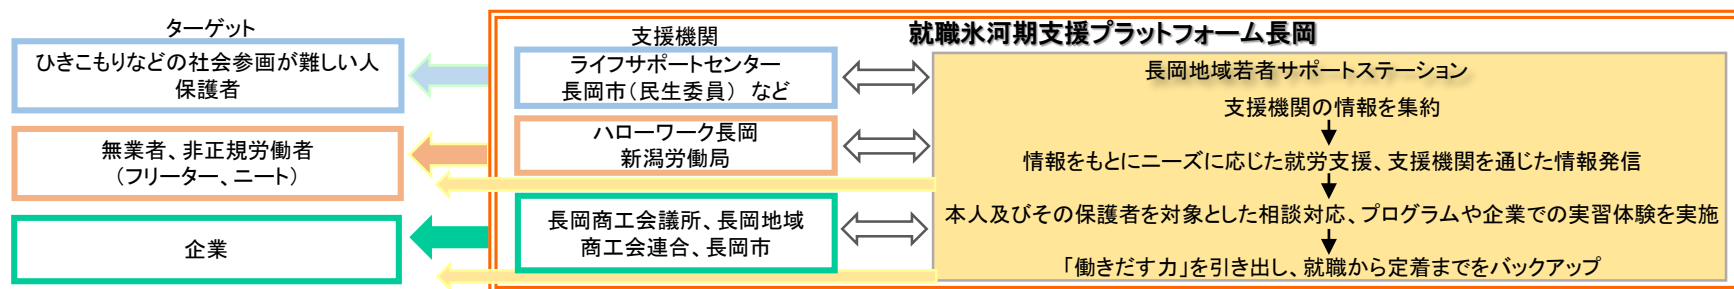 ターゲット
ひきこもりなどの社会参画が難しい人
保護者
無業者、非正規労働者
（フリーター、ニート）
企業
就職氷河期支援プラットフォーム長岡
支援機関
ライフサポートセンター
長岡市（民生委員） など
ハローワーク長岡
新潟労働局
長岡商工会議所、長岡地域
商工会連合、長岡市
長岡地域若者サポートステーション
支援機関の情報を集約
情報をもとにニーズに応じた就労支援、支援機関を通じた情報発信
本人及びその保護者を対象とした相談対応、プログラムや企業での実習体験を実施
「働きだす力」を引き出し、就職から定着までをバックアップ